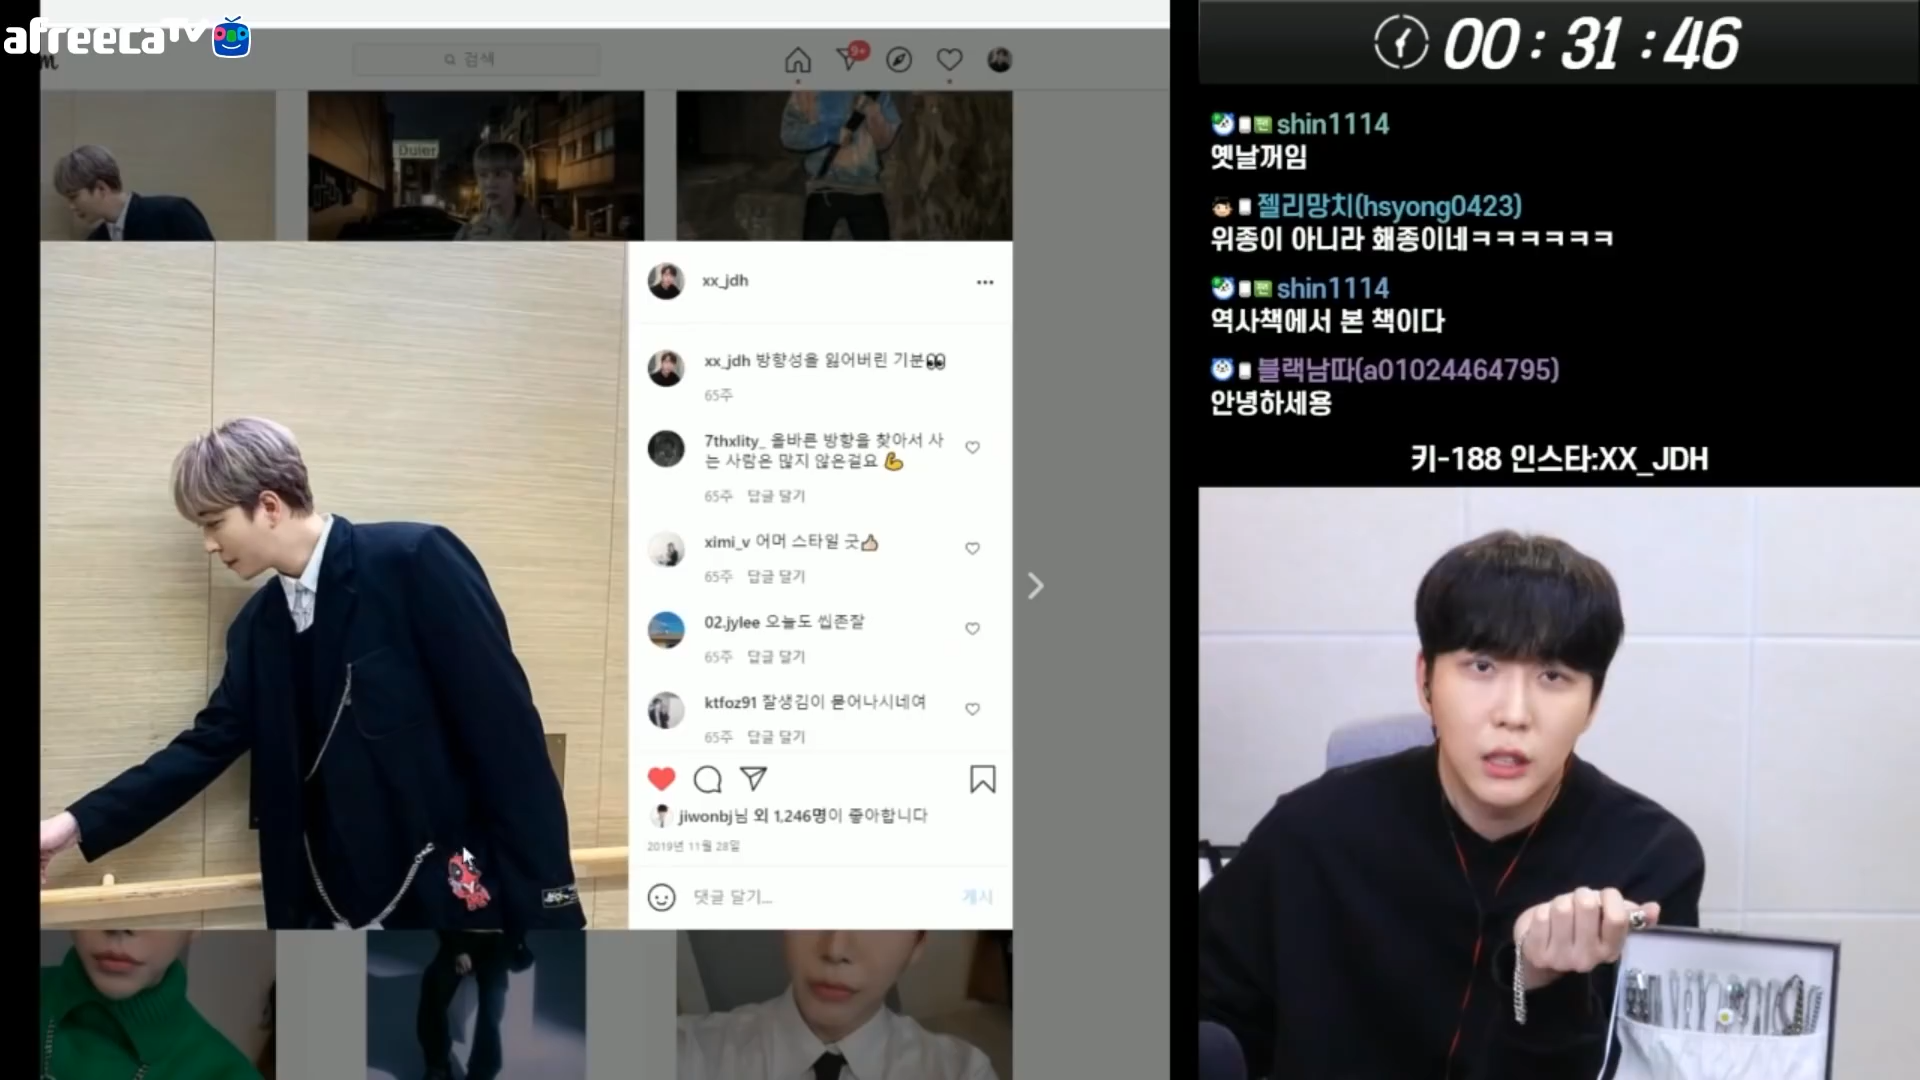 afreecaTV
m
검색
9+
Duier
xx_jdh
xx_jdh 방향성을 잃어버린 기분
65주
7thxlity_ 올바른 방향을 찾아서 사
는 사람은 많지 않은걸요
65주 답글 달기
ximi_v 어머 스타일 굿
65주 답글 달기
02.jylee 오늘도 씹존잘
65주 답글 달기
ktfoz91 잘생김이 묻어나시네여
65주 답글 달기
jiwonbj님 외 1,246명이 좋아합니다
2019년 11월 28일
댓글 달기...
게시
00:31:46
shin1114
옛날꺼임
젤리망치(hsyong0423)
위종이 아니라 홰종이네ㅋㅋㅋㅋㅋㅋ
shin1114
역사책에서 본 책이다
블랙남따(a01024464795)
안녕하세용
키-188 인스타:XX_JDH